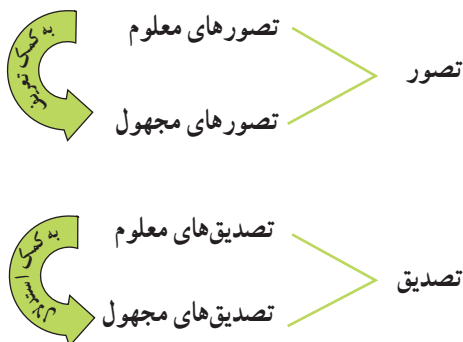 تصور
تصورهای معلوم
به کمک تعریف
تصورهای مجهول
تصدیق
تصدیق‌های معلوم
به کمک استدلال
تصدیق‌های مجهول